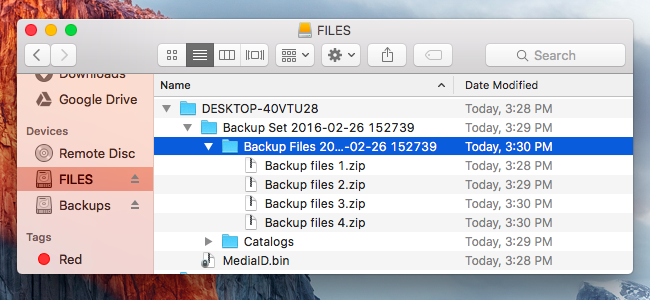 FILES
Search
Downloads
Google Drive
Devices
Remote Disc
FILES
Backups
Tags
Red
Name Date Modified
DESKTOP-40VTU28 Today, 3:28 PM
Backup Set 2016-02-26 152739 Today, 3:29 PM
Backup Files 20...-02-26 152739 Today, 3:30 PM
Backup files 1.zip Today, 3:28 PM
Backup files 2.zip Today, 3:29 PM
Backup files 3.zip Today, 3:30 PM
Backup files 4.zip Today, 3:30 PM
Catalogs Today, 3:29 PM
MediaID.bin Today, 3:28 PM